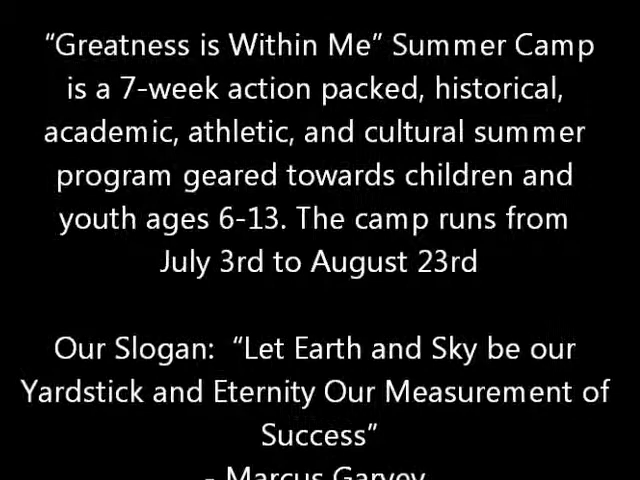 “Greatness is Within Me” Summer Camp
is a 7-week action packed, historical,
academic, athletic, and cultural summer
program geared towards children and
youth ages 6-13. The camp runs from
July 3rd to August 23rd
Our Slogan:  “Let Earth and Sky be our
Yardstick and Eternity Our Measurement of
Success”
- Marcus Garvey